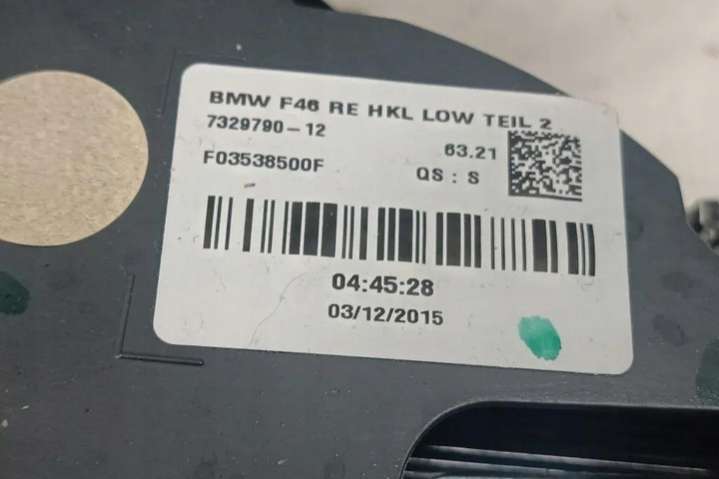 BMW F46 RE HKL LOW TEIL 2
7329790-12
63.21
F03538500F
QS : S
04:45:28
03/12/2015